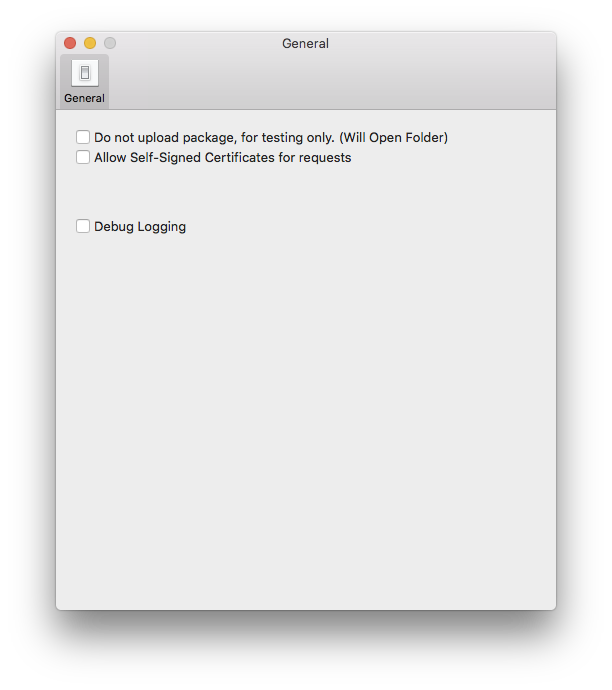 General
General
Do not upload package, for testing only. (Will Open Folder)
Allow Self-Signed Certificates for requests
Debug Logging